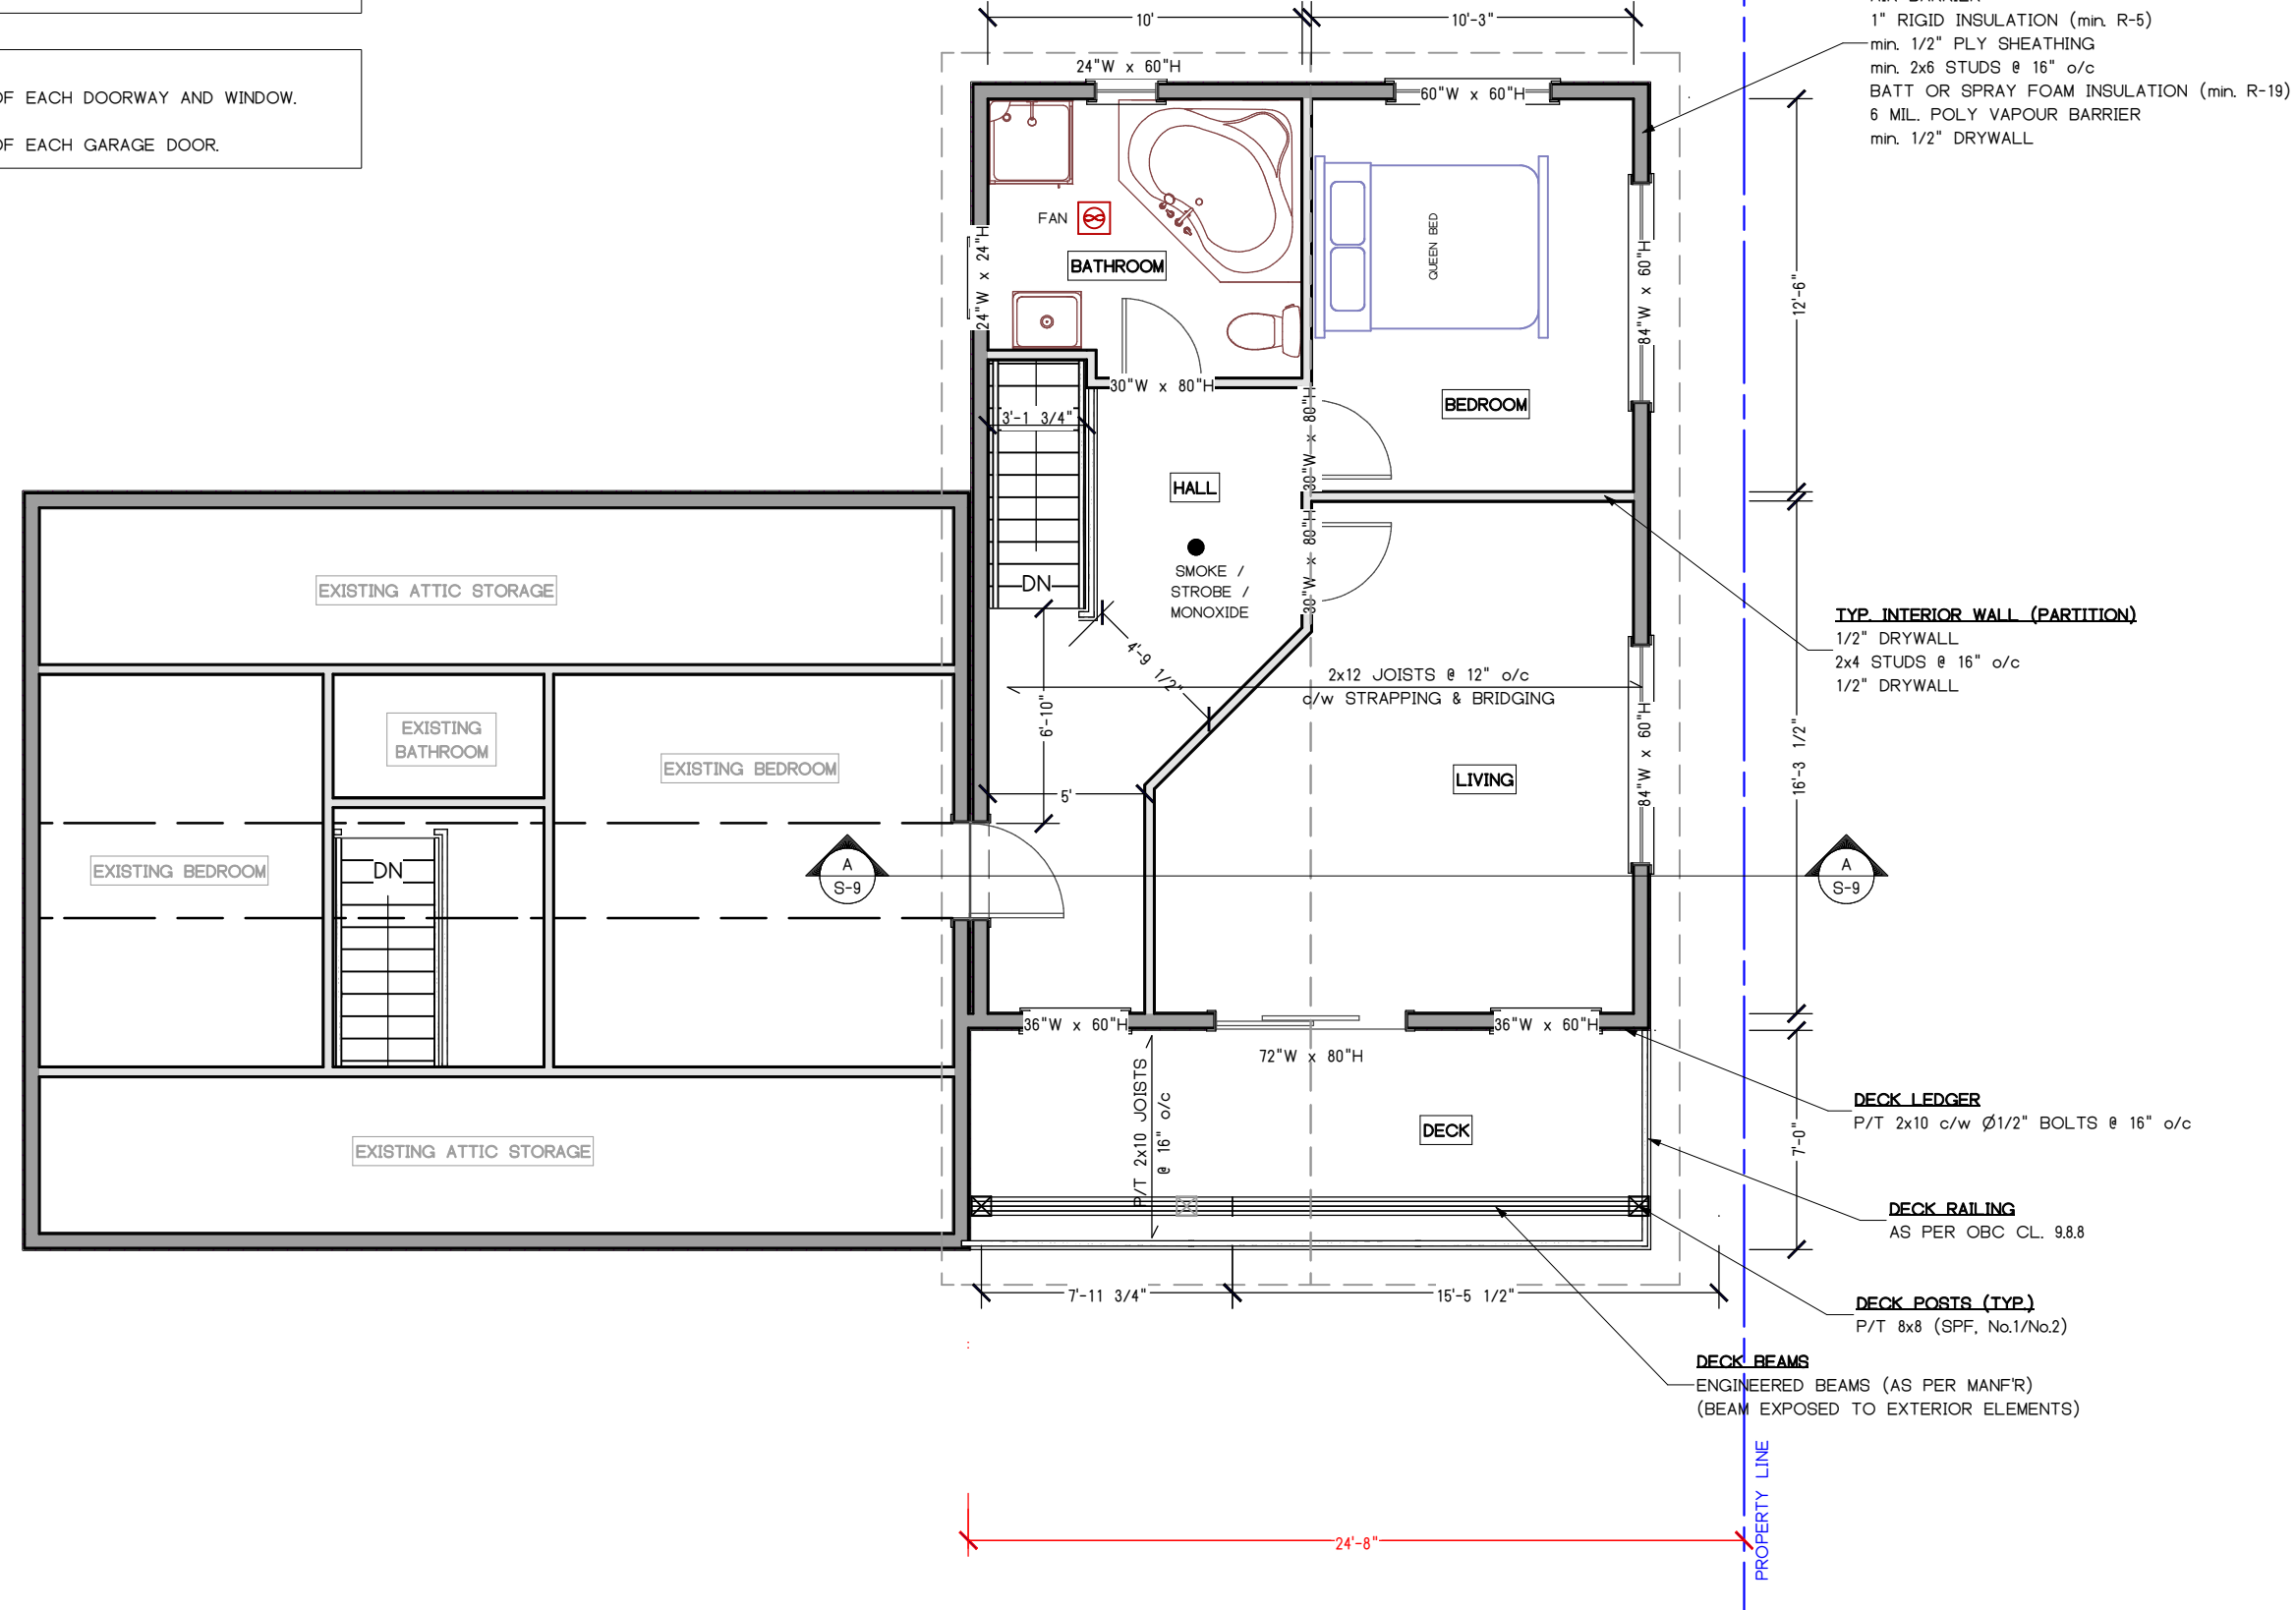 OF EACH DOORWAY AND WINDOW.
OF EACH GARAGE DOOR.
10'
10'-3"
1" RIGID INSULATION (min. R-5)
min. 1/2" PLY SHEATHING
min. 2x6 STUDS @ 16" o/c
BATT OR SPRAY FOAM INSULATION (min. R-19)
6 MIL. POLY VAPOUR BARRIER
min. 1/2" DRYWALL
24"W x 60"H
60"W x 60"H
FAN
BATHROOM
24"W x 24"H
QUEEN BED
84"W x 60"H
12'-6"
30"W x 80"H
BEDROOM
3'-1 3/4"
30"W x 80"H
HALL
DN
SMOKE /
STROBE /
MONOXIDE
30"W x 80"H
EXISTING ATTIC STORAGE
TYP. INTERIOR WALL (PARTITION)
1/2" DRYWALL
2x4 STUDS @ 16" o/c
1/2" DRYWALL
4'-9 1/2"
2x12 JOISTS @ 12" o/c
c/w STRAPPING & BRIDGING
6'-10"
EXISTING
BATHROOM
EXISTING BEDROOM
LIVING
84"W x 60"H
16'-3 1/2"
5'
EXISTING BEDROOM
DN
A
S-9
A
S-9
36"W x 60"H
36"W x 60"H
72"W x 80"H
P/T 2x10 JOISTS
@ 16" o/c
DECK
7'-0"
DECK LEDGER
P/T 2x10 c/w Ø1/2" BOLTS @ 16" o/c
EXISTING ATTIC STORAGE
DECK RAILING
AS PER OBC CL. 9.8.8
7'-11 3/4"
15'-5 1/2"
DECK POSTS (TYP.)
P/T 8x8 (SPF, No.1/No.2)
DECK BEAMS
ENGINEERED BEAMS (AS PER MANF'R)
(BEAM EXPOSED TO EXTERIOR ELEMENTS)
PROPERTY LINE
24'-8"